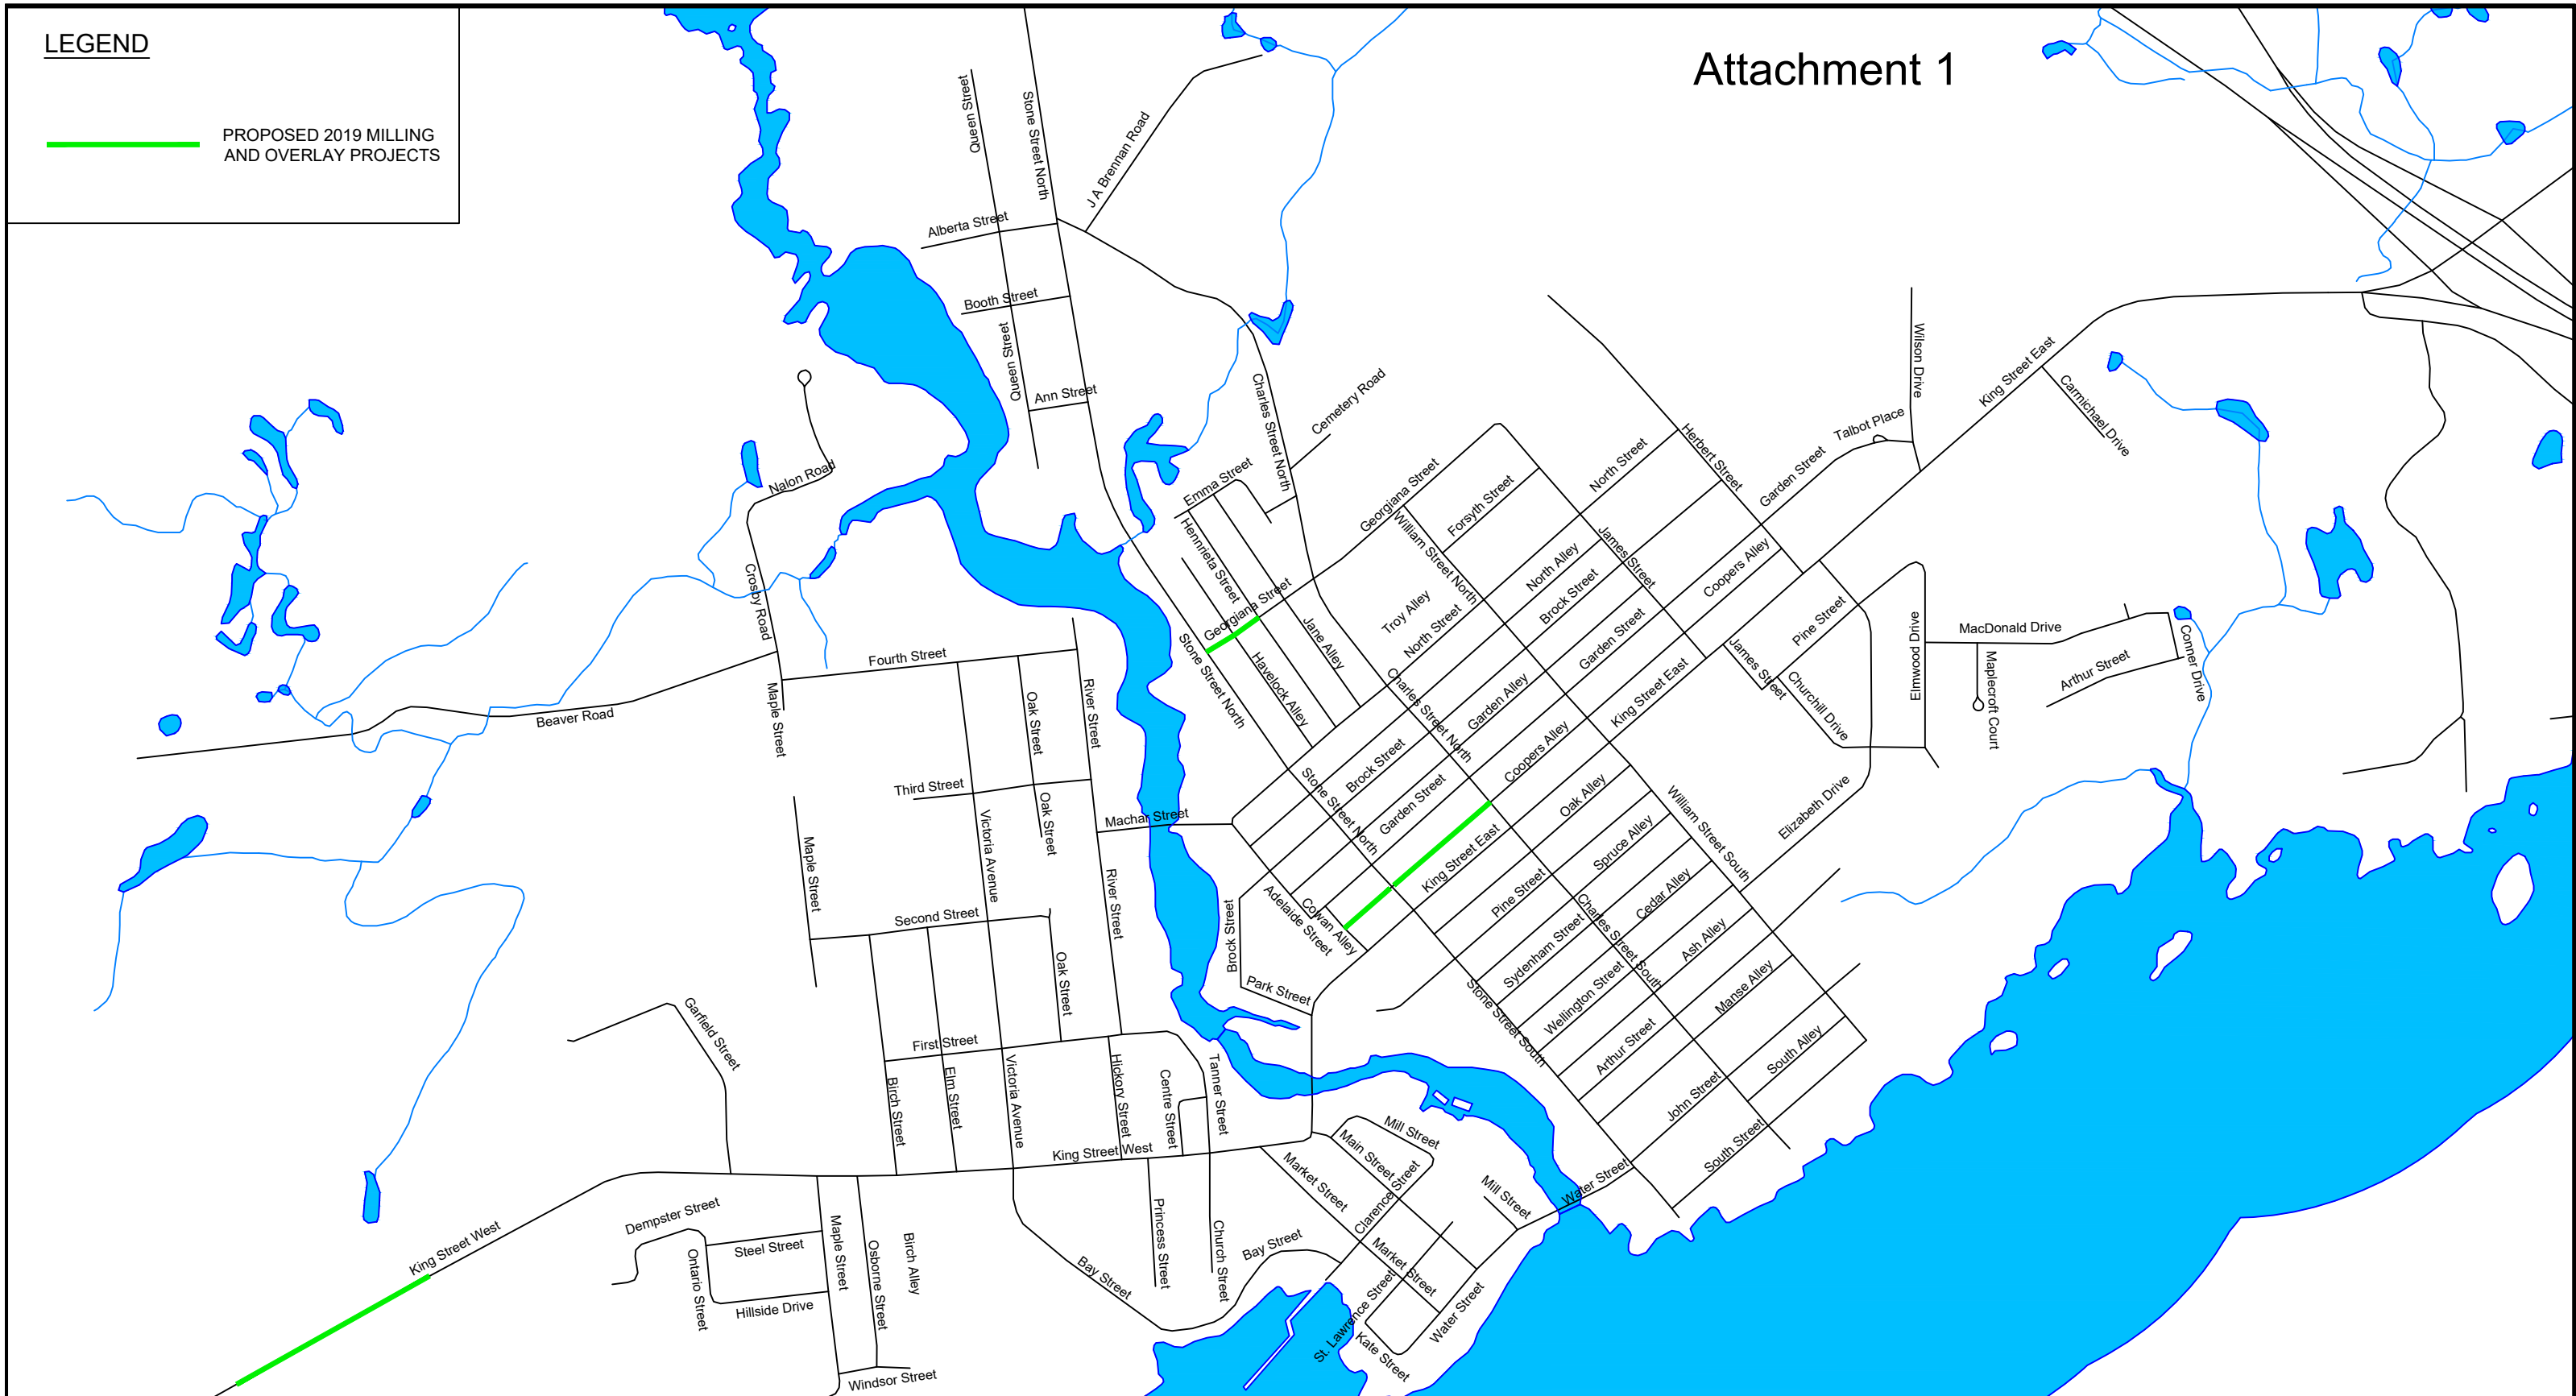 LEGEND
PROPOSED 2019 MILLING
AND OVERLAY PROJECTS
Attachment 1
Queen Street
Stone Street North
J A Brennan Road
Alberta Street
Booth Street
Queen Street
Ann Street
Charles Street North
Cemetery Road
Wilson Drive
King Street East
Carmichael Drive
Talbot Place
Garden Street
Herbert Street
North Street
Georgiana Street
Forsyth Street
William Street North
Emma Street
Hennrieta Street
Georgiana Street
Jane Alley
Havelock Alley
Stone Street North
Nalon Road
Crosby Road
Fourth Street
Beaver Road
Maple Street
Oak Street
River Street
Third Street
Victoria Avenue
Oak Street
Machar Street
Maple Street
Second Street
River Street
Oak Street
Troy Alley
North Street
North Alley
Brock Street
James Street
Coopers Alley
Garden Street
Garden Alley
Charles Street North
Brock Street
Garden Street
Stone Street North
Coopers Alley
King Street East
King Street East
James Street
Pine Street
Churchill Drive
Elmwood Drive
MacDonald Drive
Maplecroft Court
Arthur Street
Conner Drive
Elizabeth Drive
William Street South
Oak Alley
Spruce Alley
Pine Street
Cedar Alley
Charles Street South
Sydenham Street
Ash Alley
Wellington Street
Manse Alley
Arthur Street
Stone Street South
John Street
South Alley
South Street
Water Street
Adelaide Street
Cowan Alley
Brock Street
Park Street
Garfield Street
First Street
Birch Street
Elm Street
Victoria Avenue
Hickory Street
Centre Street
Tanner Street
King Street West
King Street West
Dempster Street
Steel Street
Ontario Street
Hillside Drive
Maple Street
Osborne Street
Birch Alley
Windsor Street
Princess Street
Church Street
Bay Street
Bay Street
Market Street
Main Street
Mill Street
Clarence Street
Mill Street
Market Street
St. Lawrence Street
Water Street
Kate Street